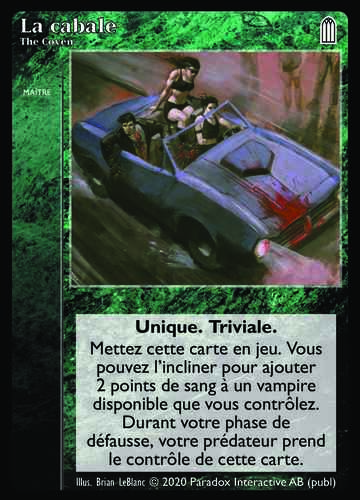 La cabale
The Coven
MAÎTRE
Unique. Triviale.
Mettez cette carte en jeu. Vous
pouvez l'incliner pour ajouter
2 points de sang à un vampire
disponible que vous contrôlez.
Durant votre phase de
défausse, votre prédateur prend
le contrôle de cette carte.
Illus. Brian LeBlanc © 2020 Paradox Interactive AB (publ)